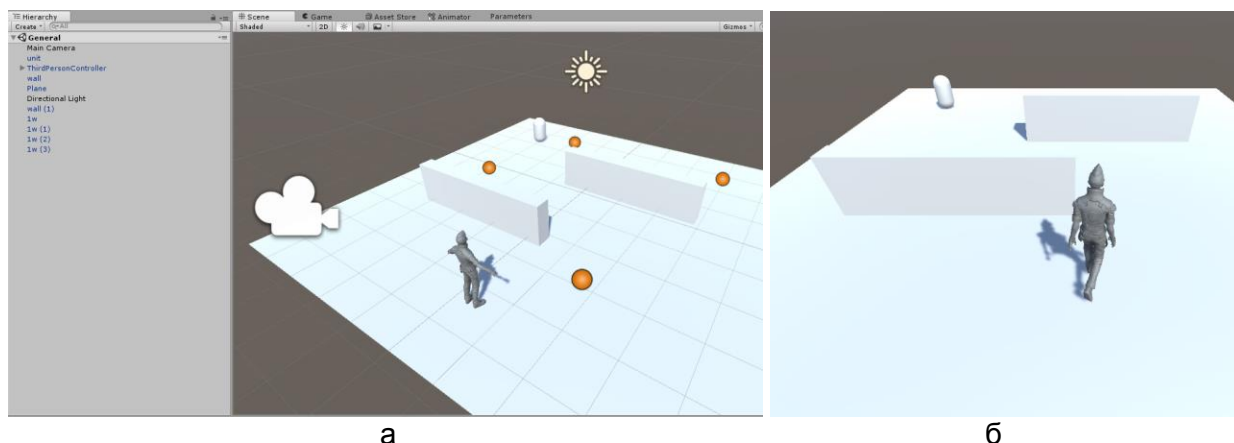 Hierarchy
Create
All
General
Main Camera
unit
ThirdPersonController
wall
Plane
Directional Light
wall (1)
1w
1w (1)
1w (2)
1w (3)
Scene Game Asset Store Animator Parameters
Shaded 2D Gizmos
а б